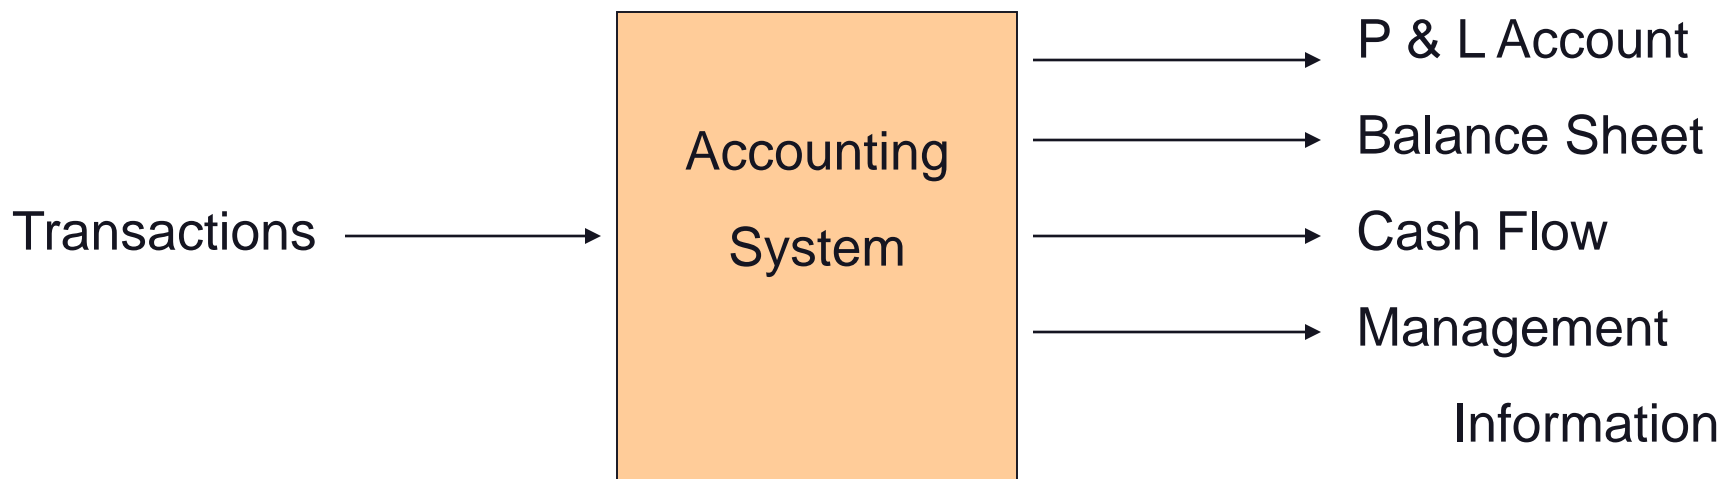 Transactions
Accounting
System
P & L Account
Balance Sheet
Cash Flow
Management
Information